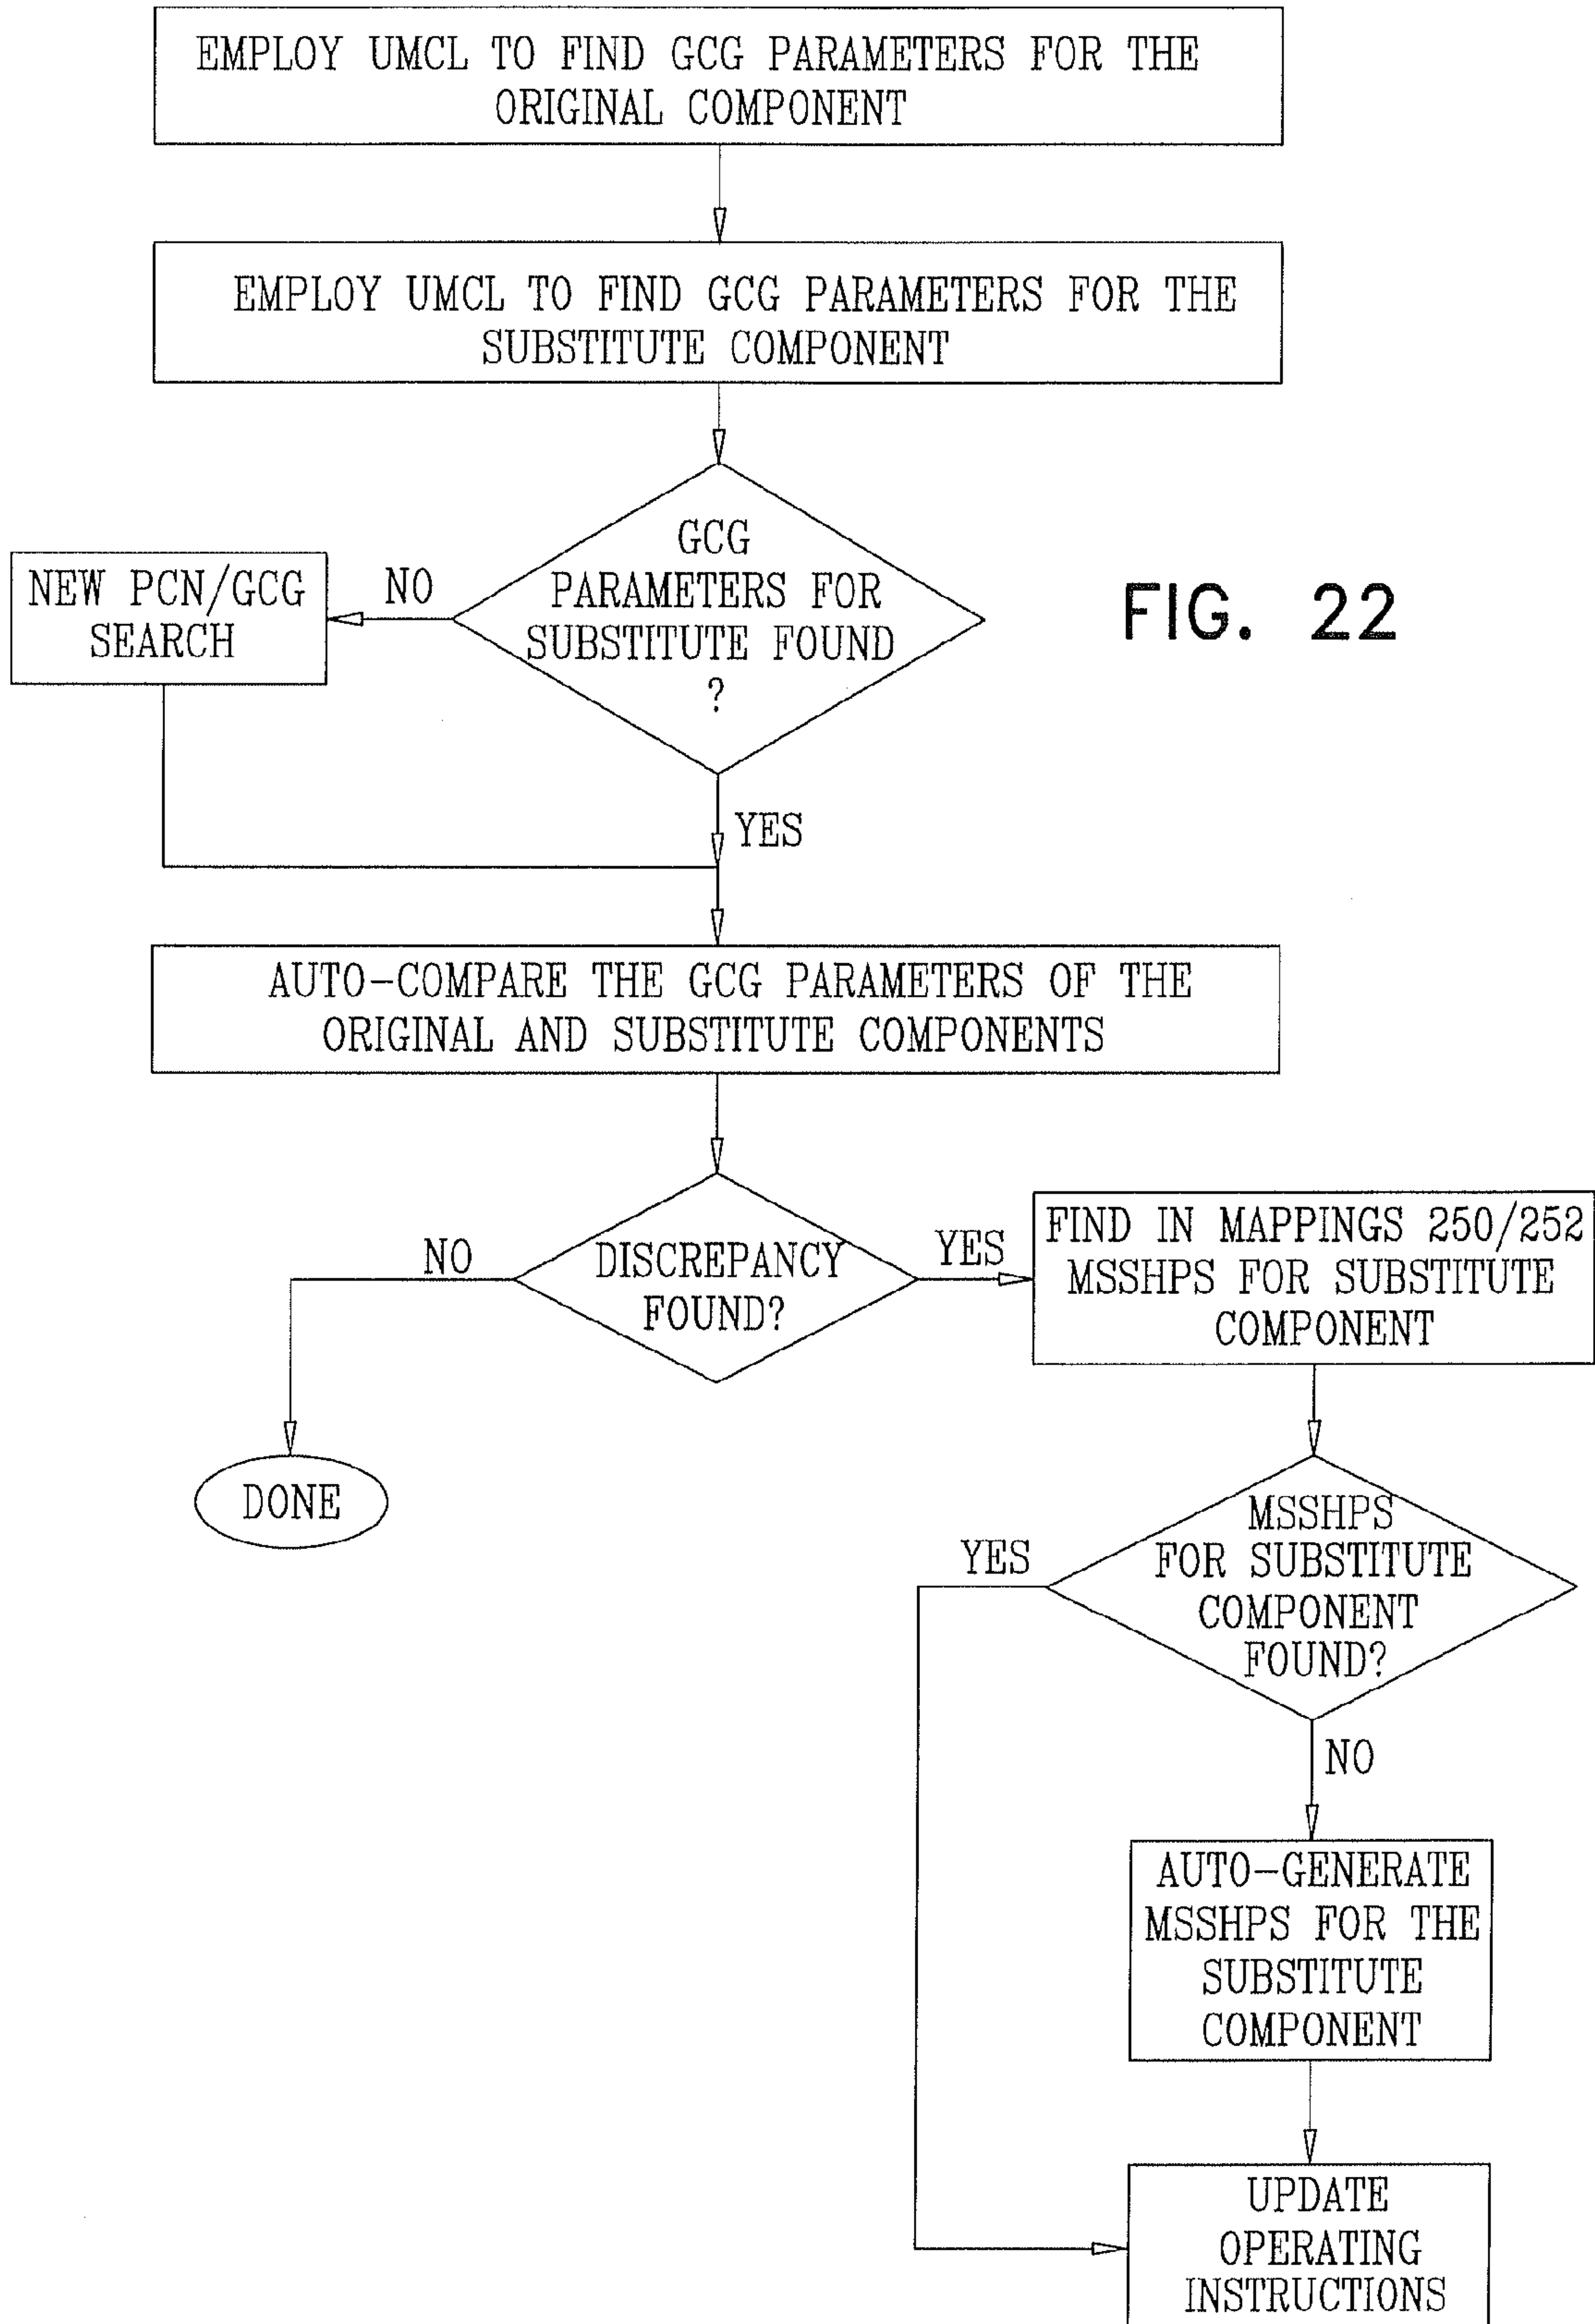 EMPLOY UMCL TO FIND GCG PARAMETERS FOR THE
ORIGINAL COMPONENT
EMPLOY UMCL TO FIND GCG PARAMETERS FOR THE
SUBSTITUTE COMPONENT
GCG
PARAMETERS FOR
SUBSTITUTE FOUND
?
NO
NEW PCN/GCG
SEARCH
FIG. 22
YES
AUTO-COMPARE THE GCG PARAMETERS OF THE
ORIGINAL AND SUBSTITUTE COMPONENTS
DISCREPANCY
FOUND?
NO
DONE
YES
FIND IN MAPPINGS 250/252
MSSHPS FOR SUBSTITUTE
COMPONENT
MSSHPS
FOR SUBSTITUTE
COMPONENT
FOUND?
YES
NO
AUTO-GENERATE
MSSHPS FOR THE
SUBSTITUTE
COMPONENT
UPDATE
OPERATING
INSTRUCTIONS